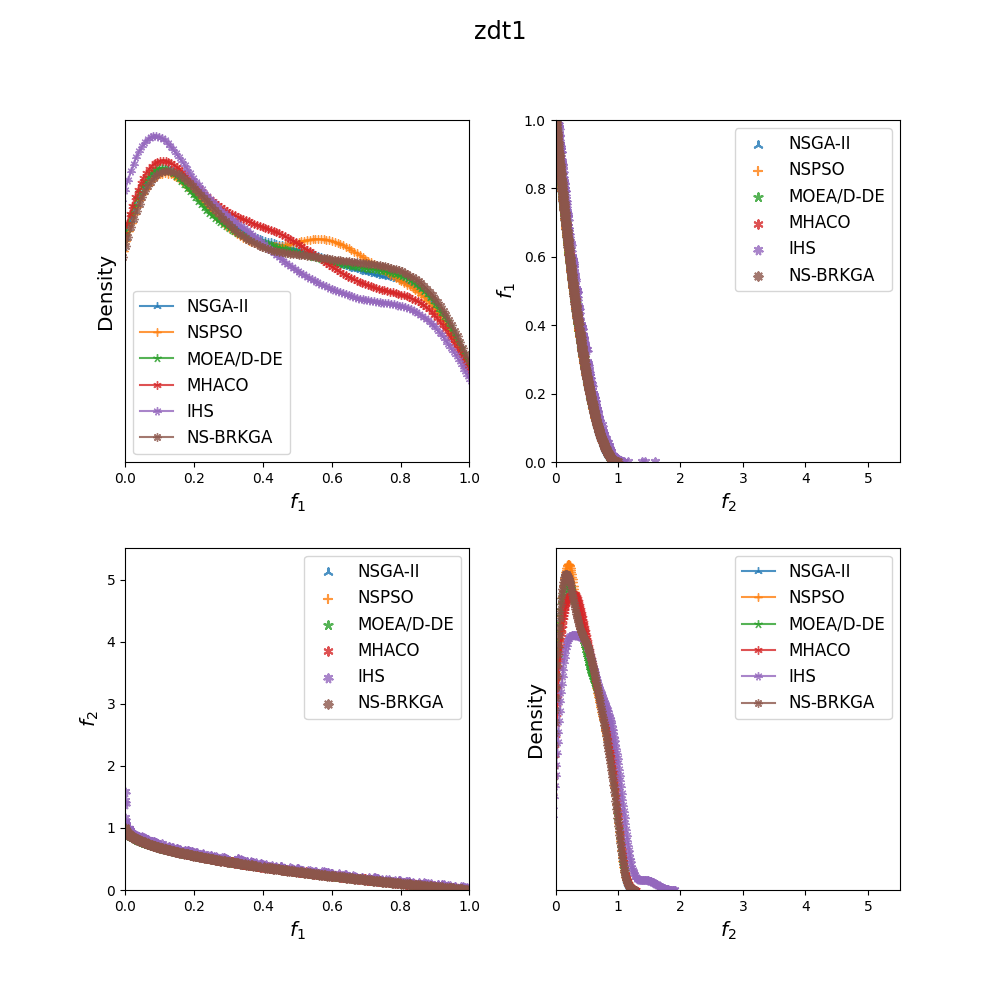 zdt1
Density
NSGA-II
NSPSO
MOEA/D-DE
MHACO
IHS
NS-BRKGA
0.0 0.2 0.4 0.6 0.8 1.0
f1
f1
1.0
0.8
0.6
0.4
0.2
0.0
NSGA-II
NSPSO
MOEA/D-DE
MHACO
IHS
NS-BRKGA
0 1 2 3 4 5
f2
f2
5
4
3
2
1
0
NSGA-II
NSPSO
MOEA/D-DE
MHACO
IHS
NS-BRKGA
0.0 0.2 0.4 0.6 0.8 1.0
f1
Density
NSGA-II
NSPSO
MOEA/D-DE
MHACO
IHS
NS-BRKGA
0 1 2 3 4 5
f2